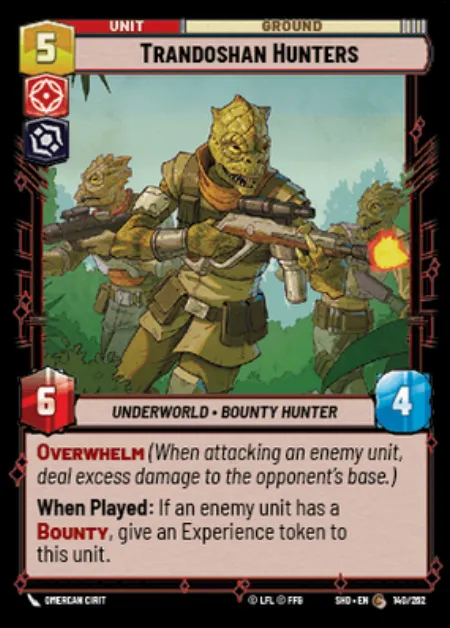 UNIT GROUND
5 TRANDOSHAN HUNTERS
6 UNDERWORLD • BOUNTY HUNTER 4
OVERWHELM (When attacking an enemy unit,
deal excess damage to the opponent's base.)
When Played: If an enemy unit has a
BOUNTY, give an Experience token to
this unit.
OMERCAN CIRIT © LFL © FFG SHD • EN C 140/262